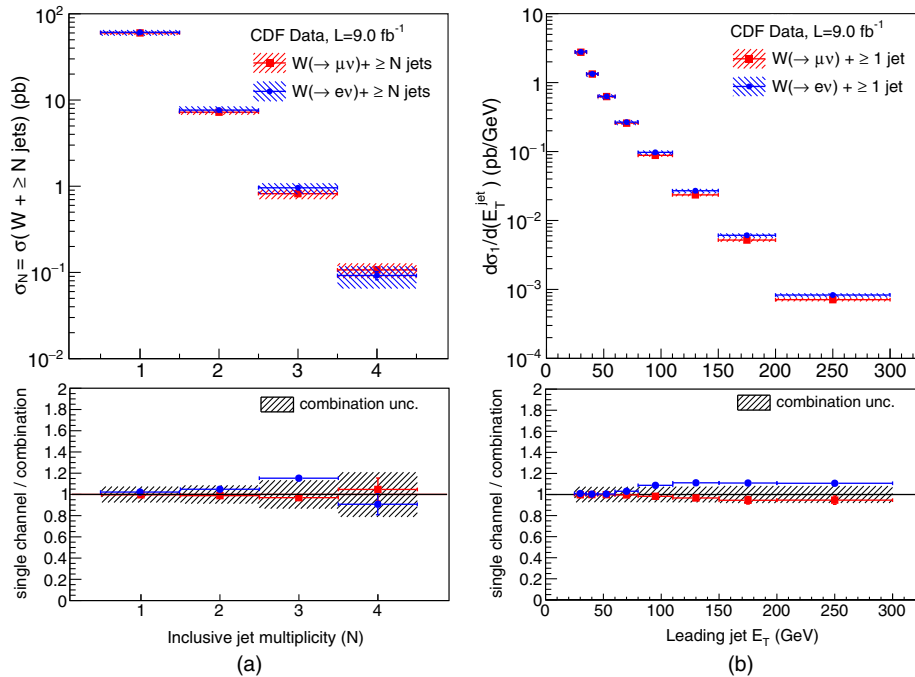 CDF Data, L=9.0 fb⁻¹
W(→ μν)+ ≥ N jets
W(→ eν)+ ≥ N jets
σ_N = σ(W + ≥ N jets) (pb)
10²
10
1
10⁻¹
10⁻²
1 2 3 4
combination unc.
single channel / combination
2
1.8
1.6
1.4
1.2
1
0.8
0.6
0.4
0.2
0
1 2 3 4
Inclusive jet multiplicity (N)
(a)
CDF Data, L=9.0 fb⁻¹
W(→ μν) + ≥ 1 jet
W(→ eν) + ≥ 1 jet
dσ₁/d(E_T^jet) (pb/GeV)
10
1
10⁻¹
10⁻²
10⁻³
10⁻⁴
0 50 100 150 200 250 300
combination unc.
single channel / combination
2
1.8
1.6
1.4
1.2
1
0.8
0.6
0.4
0.2
0
0 50 100 150 200 250 300
Leading jet E_T (GeV)
(b)